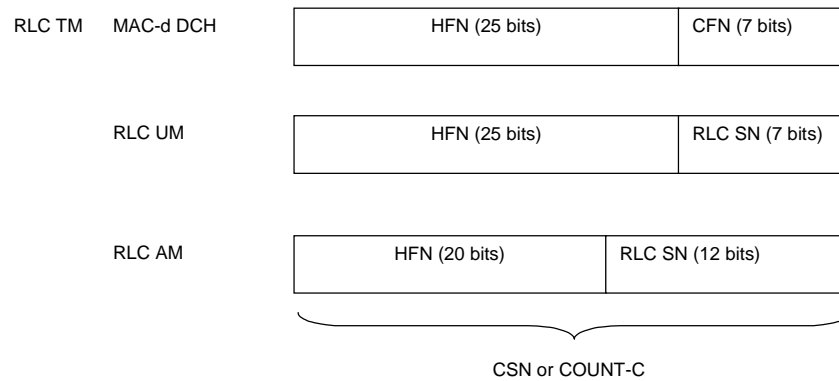 RLC TM MAC-d DCH HFN (25 bits) CFN (7 bits)
RLC UM HFN (25 bits) RLC SN (7 bits)
RLC AM HFN (20 bits) RLC SN (12 bits)
CSN or COUNT-C